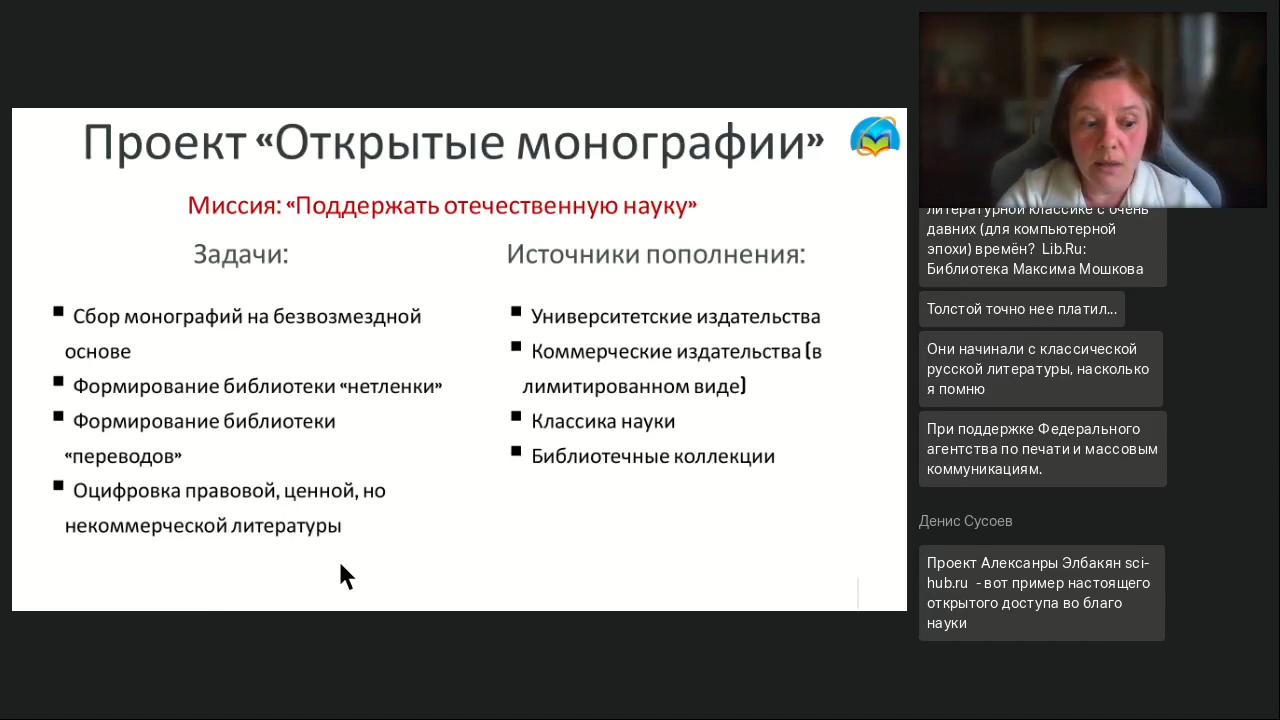 Проект «Открытые монографии»
Миссия: «Поддержать отечественную науку»
Задачи:
Сбор монографий на безвозмездной
основе
Формирование библиотеки «нетленки»
Формирование библиотеки
«переводов»
Оцифровка правовой, ценной, но
некоммерческой литературы
Источники пополнения:
Университетские издательства
Коммерческие издательства (в
лимитированном виде)
Классика науки
Библиотечные коллекции
литературной классике с очень
давних (для компьютерной
эпохи) времён? Lib.Ru:
Библиотека Максима Мошкова
Толстой точно нее платил...
Они начинали с классической
русской литературы, насколько
я помню
При поддержке Федерального
агентства по печати и массовым
коммуникациям.
Денис Сусоев
Проект Алексанры Элбакян sci-
hub.ru - вот пример настоящего
открытого доступа во благо
науки